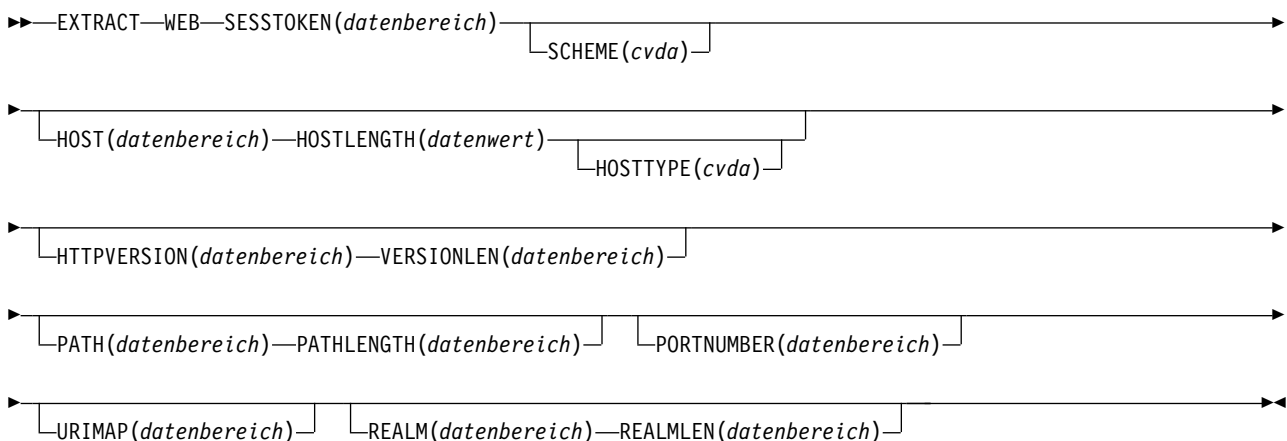 EXTRACT WEB SESSTOKEN(datenbereich)
SCHEME(cvda)
HOST(datenbereich) HOSTLENGTH(datenwert)
HOSTTYPE(cvda)
HTTPVERSION(datenbereich) VERSIONLEN(datenbereich)
PATH(datenbereich) PATHLENGTH(datenbereich) PORTNUMBER(datenbereich)
URIMAP(datenbereich) REALM(datenbereich) REALMLEN(datenbereich)